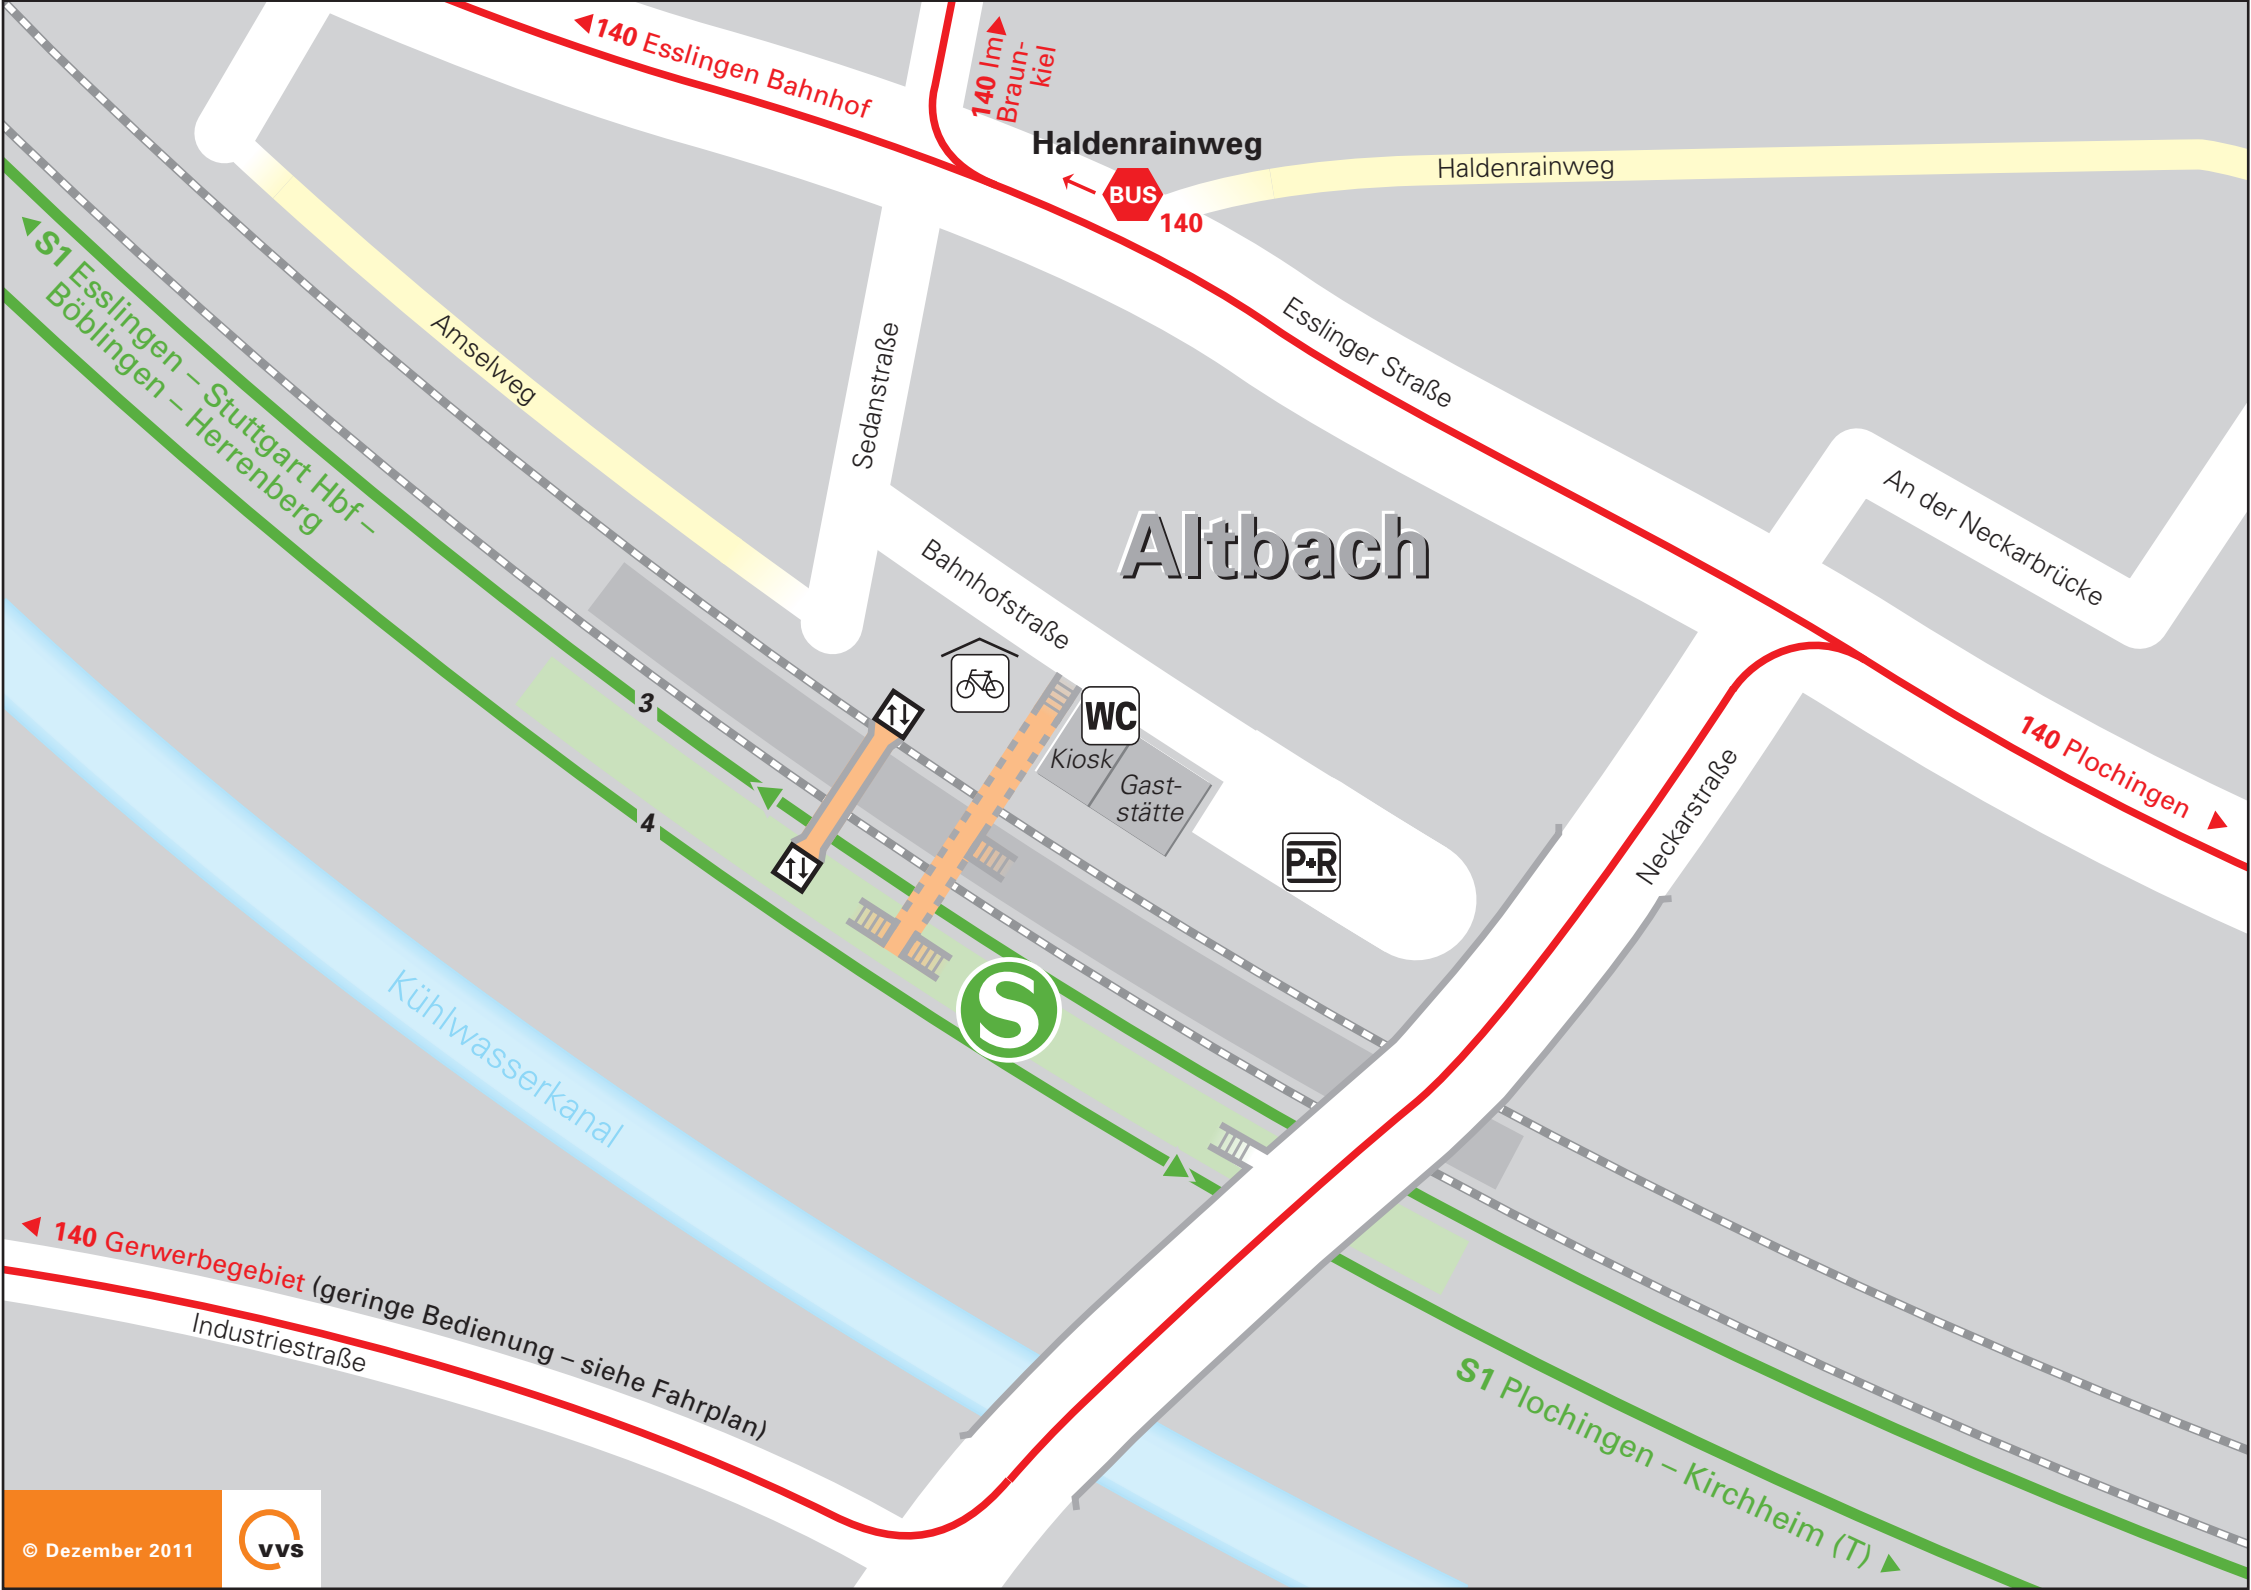 140 Esslingen Bahnhof
140 Im
Braun-
kiel
Haldenrainweg
BUS
140
Haldenrainweg
S1 Esslingen – Stuttgart Hbf –
Böblingen – Herrenberg
Amselweg
Sedanstraße
Esslinger Straße
An der Neckarbrücke
Altbach
Bahnhofstraße
3
4
WC
Kiosk
Gast-
stätte
P+R
Neckarstraße
140 Plochingen
S
Kühlwasserkanal
140 Gerwerbegebiet (geringe Bedienung – siehe Fahrplan)
Industriestraße
S1 Plochingen – Kirchheim (T)
© Dezember 2011
vvs